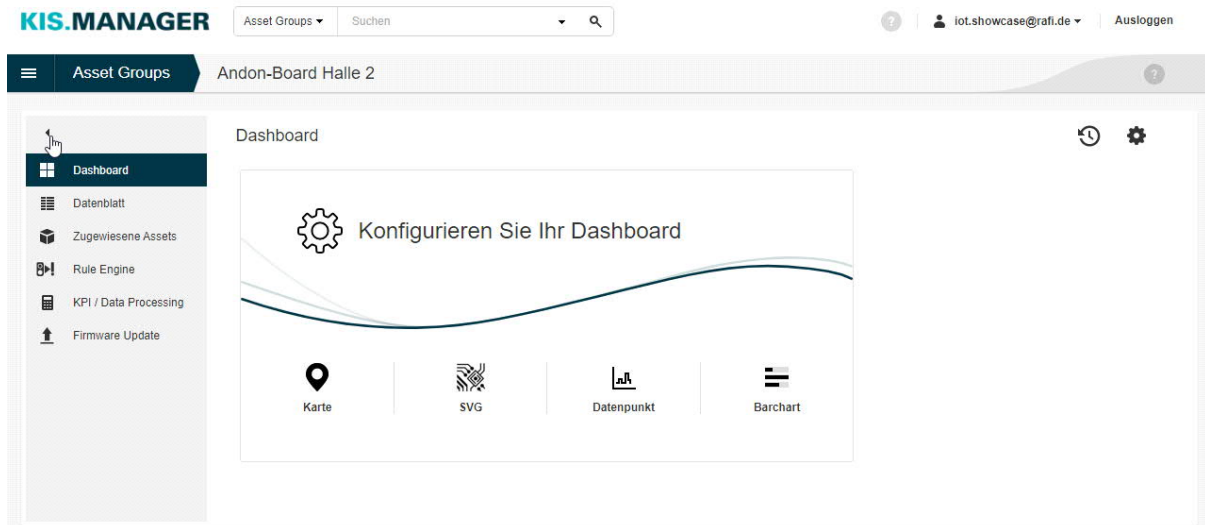 KIS.MANAGER Asset Groups Suchen ? iot.showcase@rafi.de Ausloggen
Asset Groups Andon-Board Halle 2 ?
Dashboard
Dashboard
Datenblatt
Zugewiesene Assets
Rule Engine
KPI / Data Processing
Firmware Update
Konfigurieren Sie Ihr Dashboard
Karte SVG Datenpunkt Barchart